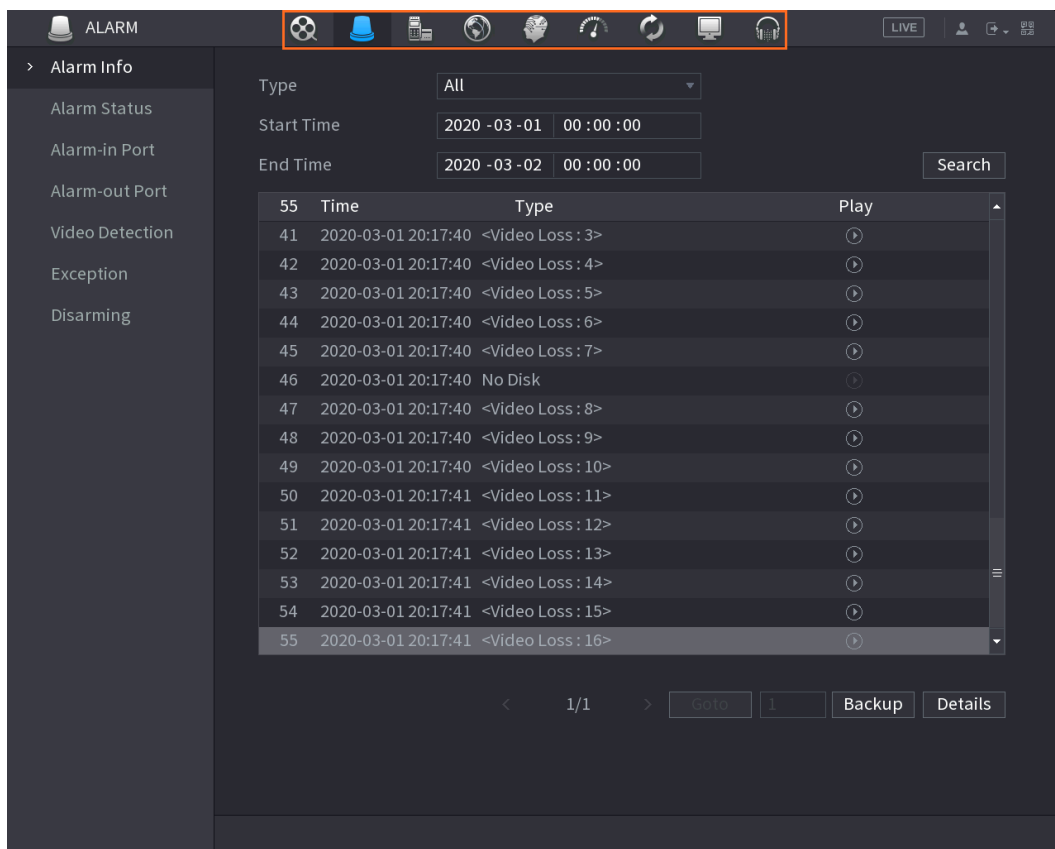 ALARM LIVE
> Alarm Info
Alarm Status
Alarm-in Port
Alarm-out Port
Video Detection
Exception
Disarming
Type All
Start Time 2020 -03 -01 00 : 00 : 00
End Time 2020 -03 -02 00 : 00 : 00
Search
55 Time Type Play
41 2020-03-01 20:17:40 <Video Loss : 3>
42 2020-03-01 20:17:40 <Video Loss : 4>
43 2020-03-01 20:17:40 <Video Loss : 5>
44 2020-03-01 20:17:40 <Video Loss : 6>
45 2020-03-01 20:17:40 <Video Loss : 7>
46 2020-03-01 20:17:40 No Disk
47 2020-03-01 20:17:40 <Video Loss : 8>
48 2020-03-01 20:17:40 <Video Loss : 9>
49 2020-03-01 20:17:40 <Video Loss : 10>
50 2020-03-01 20:17:41 <Video Loss : 11>
51 2020-03-01 20:17:41 <Video Loss : 12>
52 2020-03-01 20:17:41 <Video Loss : 13>
53 2020-03-01 20:17:41 <Video Loss : 14>
54 2020-03-01 20:17:41 <Video Loss : 15>
55 2020-03-01 20:17:41 <Video Loss : 16>
< 1/1 > Goto 1 Backup Details